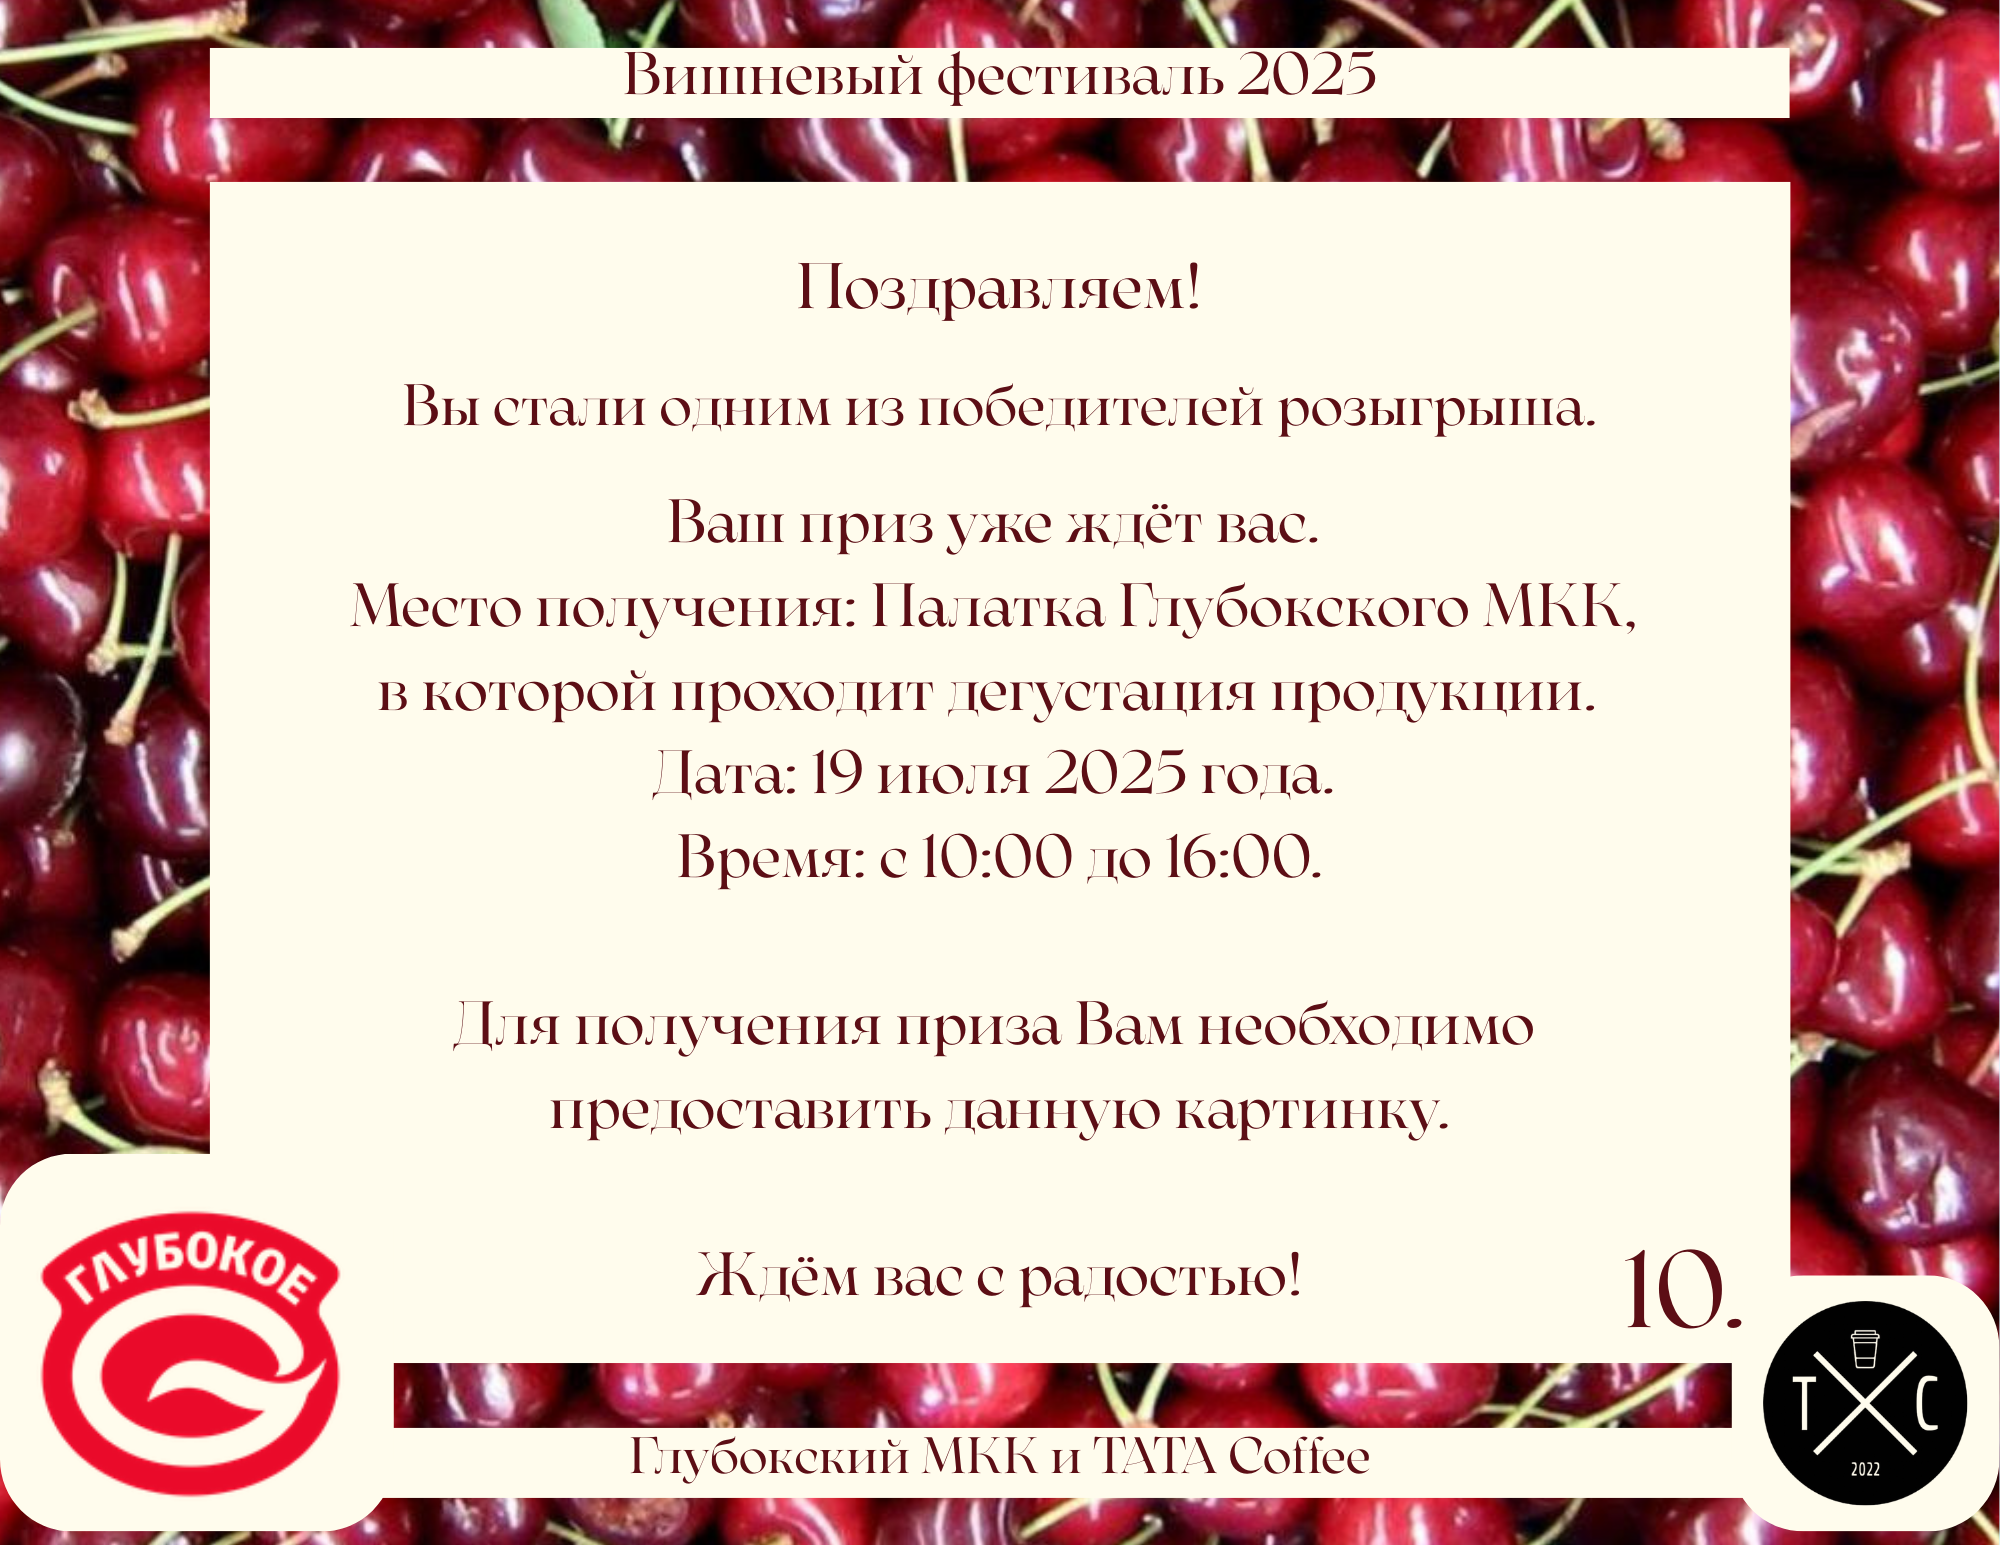 Вишневый фестиваль 2025
Поздравляем!
Вы стали одним из победителей розыгрыша.
Ваш приз уже ждёт вас.
Место получения: Палатка Глубокского МКК,
в которой проходит дегустация продукции.
Дата: 19 июля 2025 года.
Время: с 10:00 до 16:00.
Для получения приза Вам необходимо
предоставить данную картинку.
Ждём вас с радостью!
10.
ГЛУБОКОЕ
T C
2022
Глубокский МКК и TATA Coffee